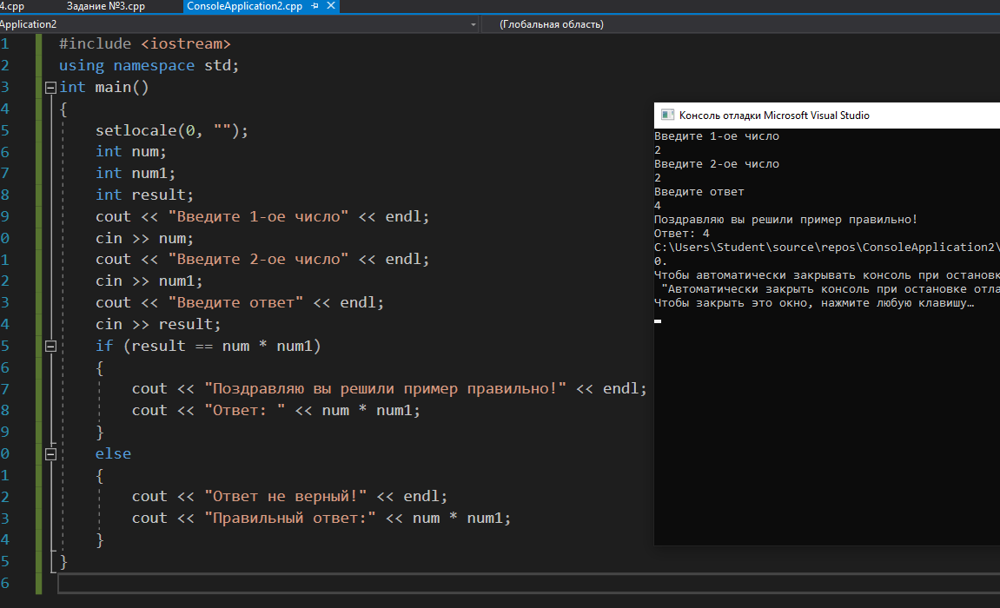 4.cpp Задание №3.cpp ConsoleApplication2.cpp
Application2 (Глобальная область)
1 #include <iostream>
2 using namespace std;
3 int main()
4 {
5 setlocale(0, "");
6 int num;
7 int num1;
8 int result;
9 cout << "Введите 1-ое число" << endl;
0 cin >> num;
1 cout << "Введите 2-ое число" << endl;
2 cin >> num1;
3 cout << "Введите ответ" << endl;
4 cin >> result;
5 if (result == num * num1)
6 {
7 cout << "Поздравляю вы решили пример правильно!" << endl;
8 cout << "Ответ: " << num * num1;
9 }
0 else
1 {
2 cout << "Ответ не верный!" << endl;
3 cout << "Правильный ответ:" << num * num1;
4 }
5 }
6
Консоль отладки Microsoft Visual Studio
Введите 1-ое число
2
Введите 2-ое число
2
Введите ответ
4
Поздравляю вы решили пример правильно!
Ответ: 4
C:\Users\Student\source\repos\ConsoleApplication2\
0.
Чтобы автоматически закрывать консоль при остановк
"Автоматически закрыть консоль при остановке отла
Чтобы закрыть это окно, нажмите любую клавишу…